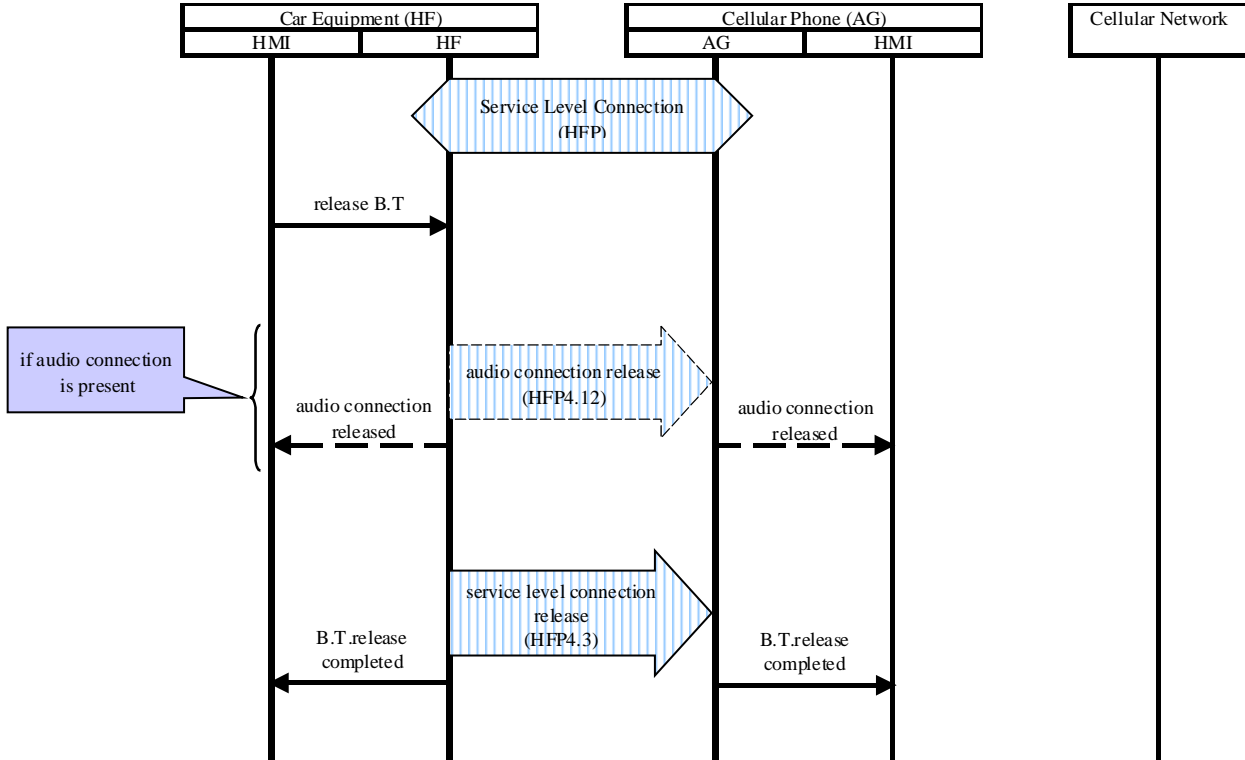 Car Equipment (HF)
Cellular Phone (AG)
Cellular Network
HMI
HF
AG
HMI
Service Level Connection
(HFP)
release B.T
if audio connection
is present
audio connection release
(HFP4.12)
audio connection
released
audio connection
released
service level connection
release
(HFP4.3)
B.T.release
completed
B.T.release
completed